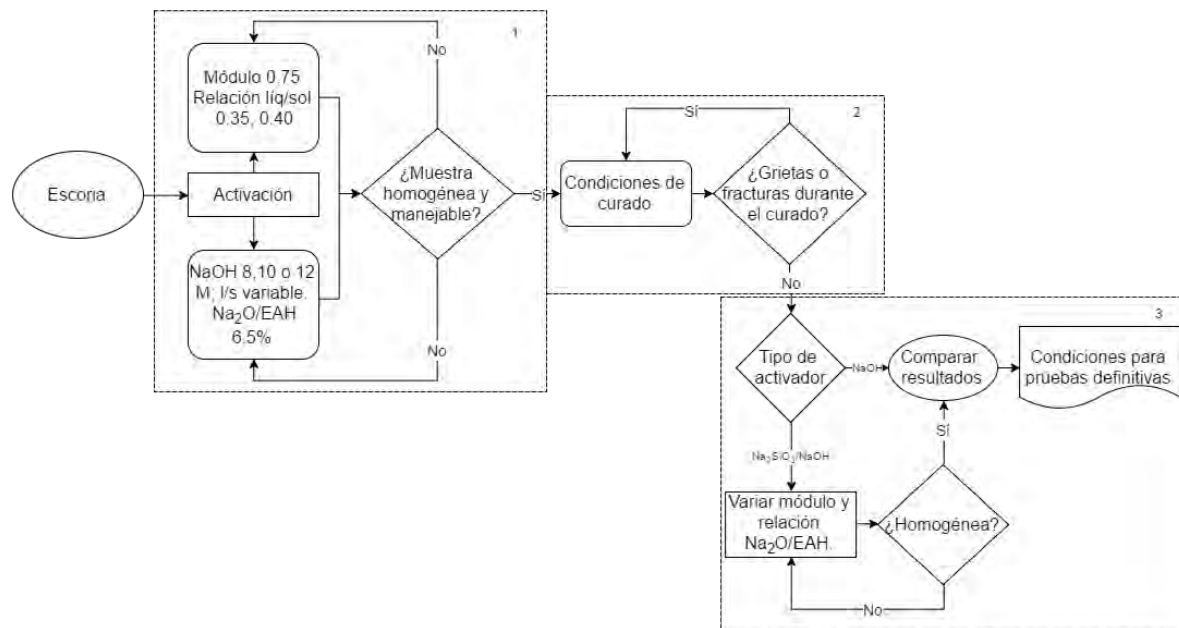 1
No
Módulo 0.75
Relación líq/sol
0.35, 0.40
Escoria
Activación
¿Muestra
homogénea y
manejable?
Sí
NaOH 8,10 o 12
M; l/s variable.
Na₂O/EAH
6.5%
No
2
Sí
Condiciones de
curado
¿Grietas o
fracturas durante
el curado?
No
3
Tipo de
activador
NaOH
Comparar
resultados
Condiciones para
pruebas definitivas
Sí
Na₂SiO₃/NaOH
Variar módulo y
relación
Na₂O/EAH.
¿Homogénea?
No